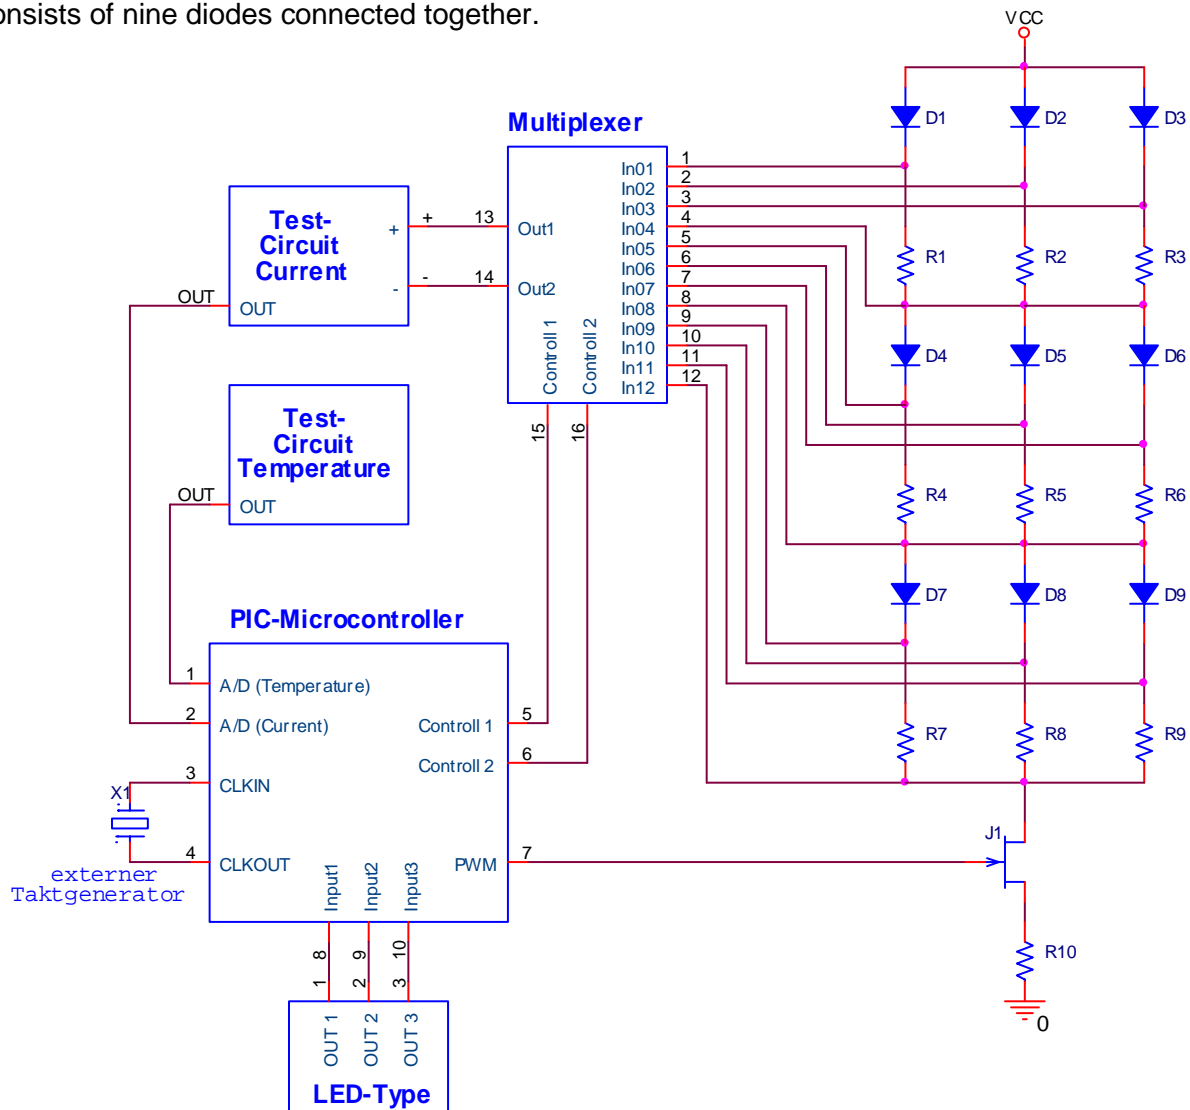 onsists of nine diodes connected together.
VCC
D1
D2
D3
Multiplexer
In01
In02
In03
In04
In05
In06
In07
In08
In09
In10
In11
In12
1
2
3
4
5
6
7
8
9
10
11
12
Out1
Out2
13
14
Controll 1
Controll 2
15
16
Test-
Circuit
Current
+
-
+
-
OUT
OUT
R1
R2
R3
D4
D5
D6
Test-
Circuit
Temperature
OUT
OUT
R4
R5
R6
D7
D8
D9
PIC-Microcontroller
1
A/D (Temperature)
2
A/D (Current)
3
CLKIN
4
CLKOUT
Controll 1
5
Controll 2
6
PWM
7
Input1
Input2
Input3
X1
externer
Taktgenerator
R7
R8
R9
J1
R10
0
8
9
10
1
2
3
OUT 1
OUT 2
OUT 3
LED-Type